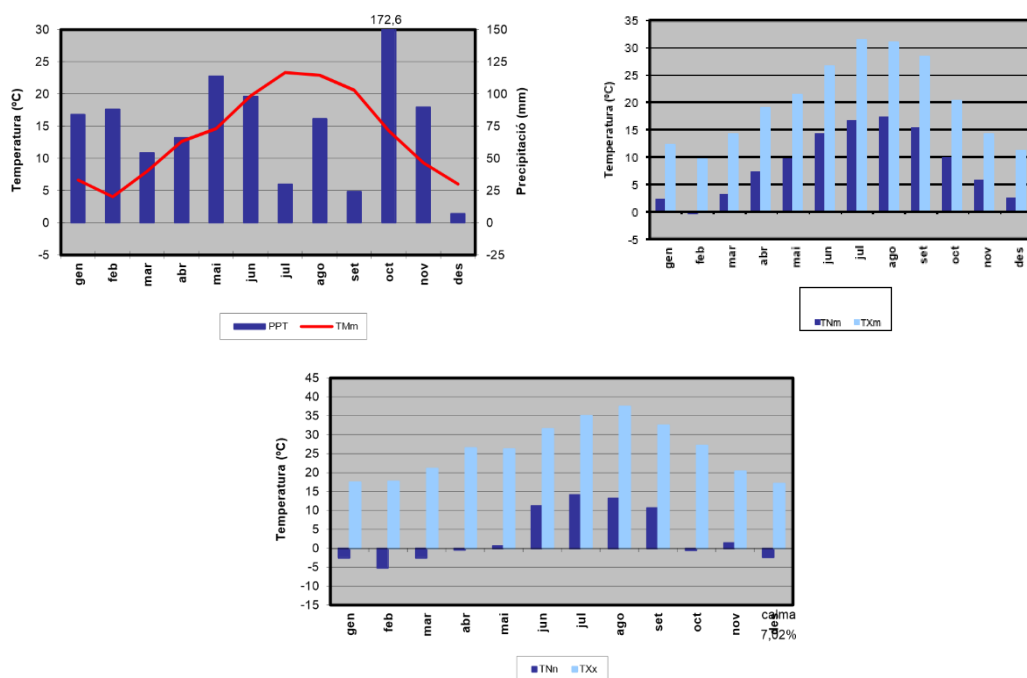 172,6
30
25
20
15
10
5
0
-5
Temperatura (ºC)
150
125
100
75
50
25
0
-25
Precipitació (mm)
gen
feb
mar
abr
mai
jun
jul
ago
set
oct
nov
des
PPT
TMm
35
30
25
20
15
10
5
0
-5
Temperatura (ºC)
gen
feb
mar
abr
mai
jun
jul
ago
set
oct
nov
des
TNm
TXm
45
40
35
30
25
20
15
10
5
0
-5
-10
-15
Temperatura (ºC)
gen
feb
mar
abr
mai
jun
jul
ago
set
oct
nov
des
calma
7,02%
TNn
TXx